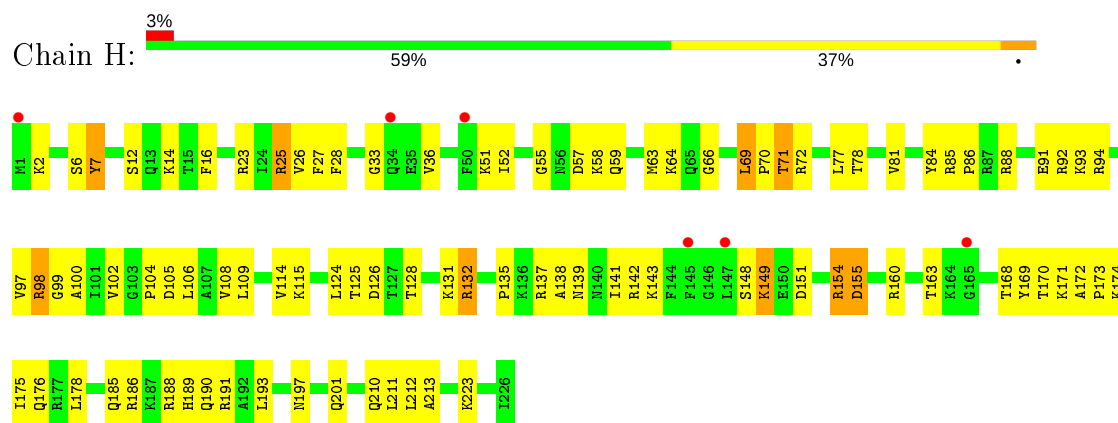 3%
Chain H:
59% 37% •
M1 K2 S6 Y7 S12 Q13 K14 T15 F16 R23 I24 R25 V26 F27 F28 G33 Q34 E35 V36 F50 K51 I52 G55 N56 D57 K58 Q59 M63 K64 Q65 G66 L69 P70 T71 R72 L77 T78 V81 Y84 R85 P86 R87 R88 E91 R92 K93 R94
V97 R98 G99 A100 I101 V102 G103 P104 D105 L106 A107 V108 L109 V114 K115 L124 T125 D126 T127 T128 K131 R132 P135 K136 R137 A138 N139 N140 I141 R142 K143 F144 F145 G146 L147 S148 K149 E150 D151 R154 D155 R160 T163 K164 G165 T168 Y169 T170 K171 A172 P173 K174
I175 Q176 R177 L178 Q185 R186 K187 R188 H189 Q190 R191 A192 L193 N197 Q201 Q210 L211 L212 A213 K223 I226